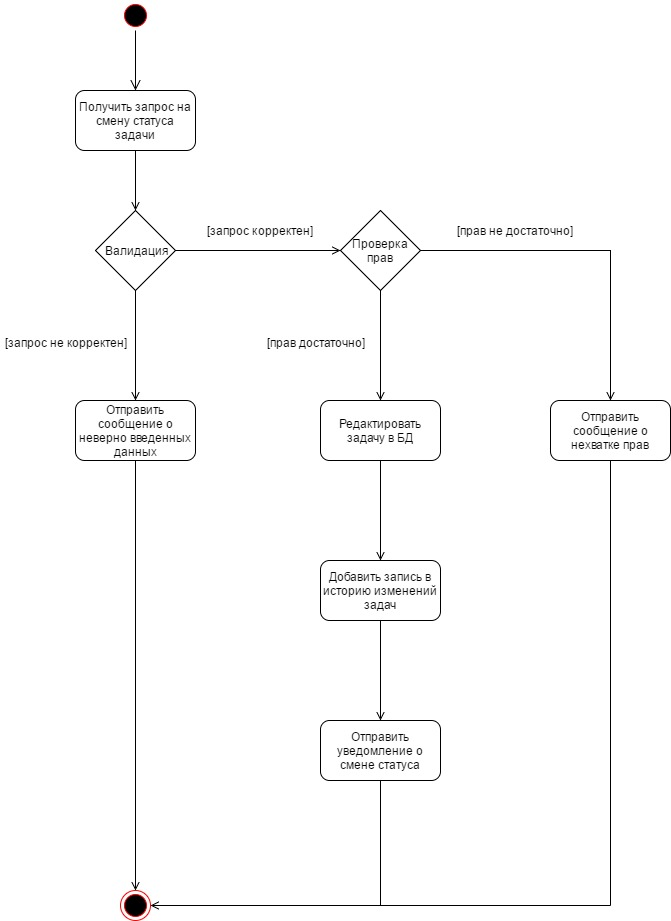 Получить запрос на
смену статуса
задачи
Валидация
[запрос корректен]
Проверка
прав
[прав не достаточно]
[запрос не корректен]
[прав достаточно]
Отправить
сообщение о
неверно введенных
данных
Редактировать
задачу в БД
Отправить
сообщение о
нехватке прав
Добавить запись в
историю изменений
задач
Отправить
уведомление о
смене статуса